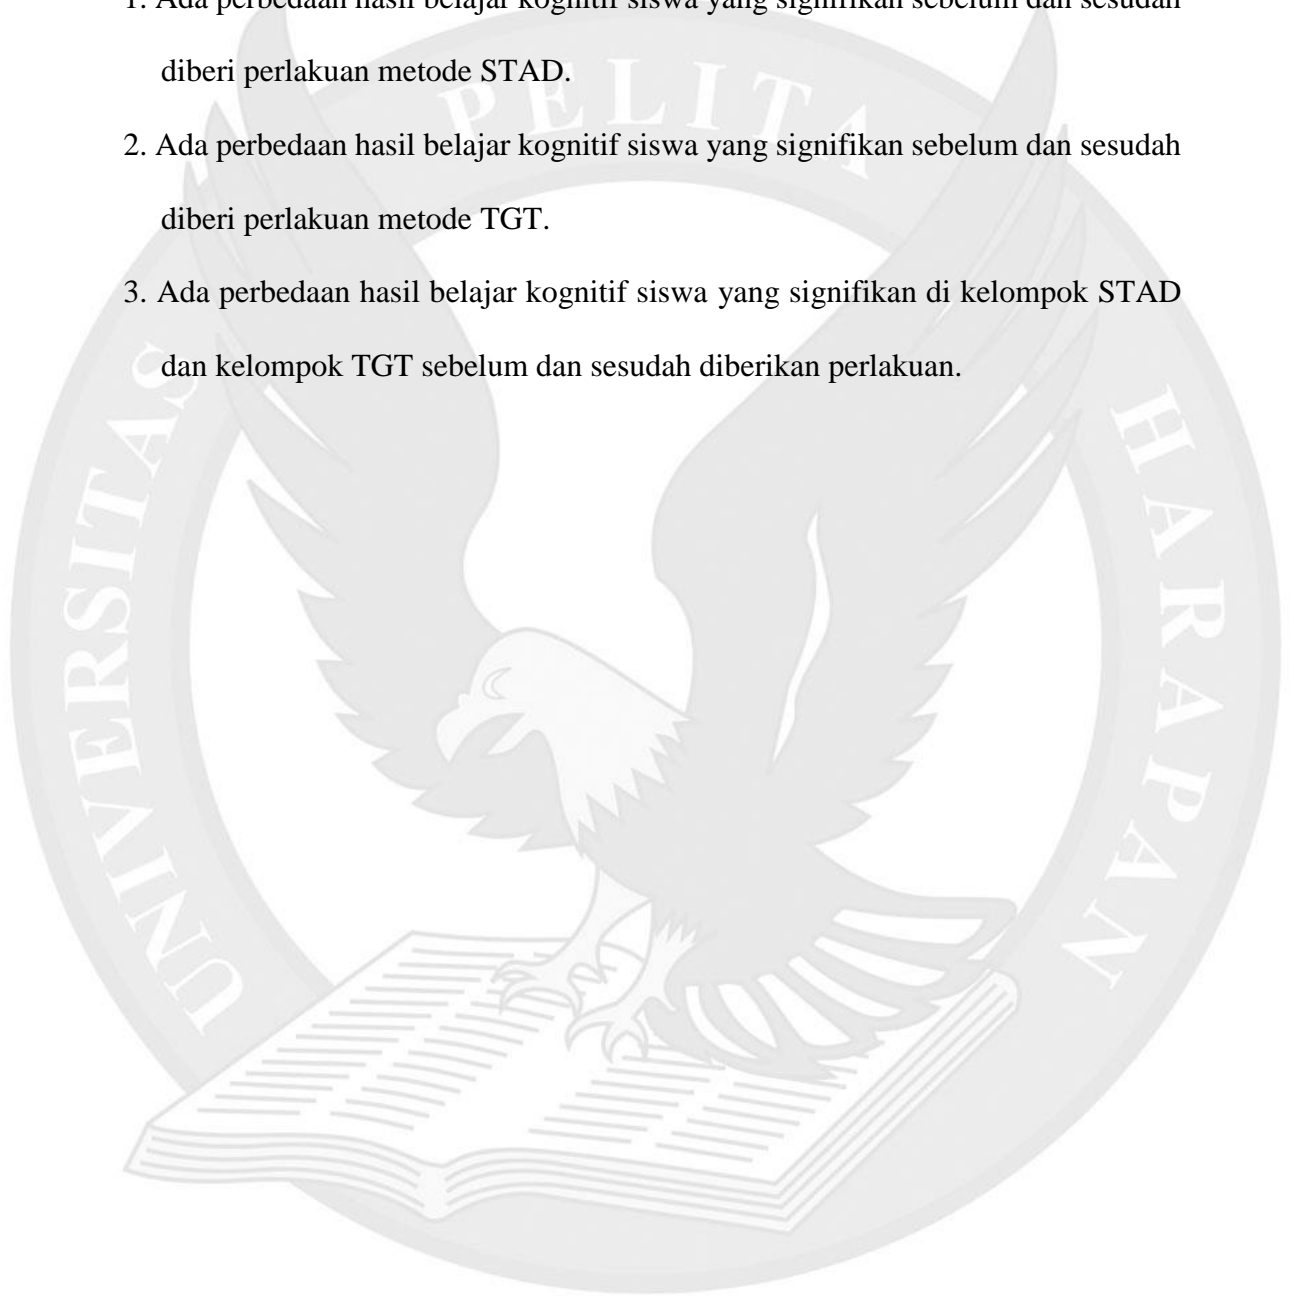 1. Ada perbedaan hasil belajar kognitif siswa yang signifikan sebelum dan sesudah
diberi perlakuan metode STAD.
2. Ada perbedaan hasil belajar kognitif siswa yang signifikan sebelum dan sesudah
diberi perlakuan metode TGT.
3. Ada perbedaan hasil belajar kognitif siswa yang signifikan di kelompok STAD
dan kelompok TGT sebelum dan sesudah diberikan perlakuan.
UNIVERSITAS PELITA HARAPAN